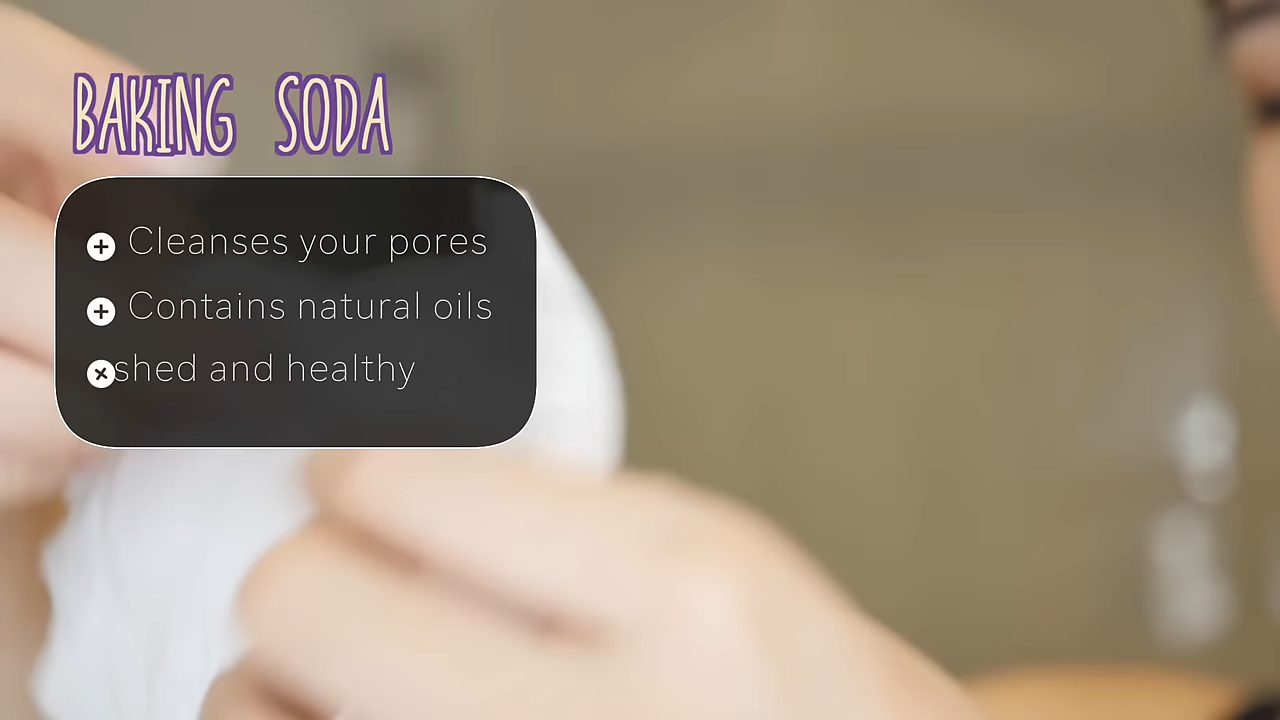 BAKING SODA
Cleanses your pores
Contains natural oils
shed and healthy